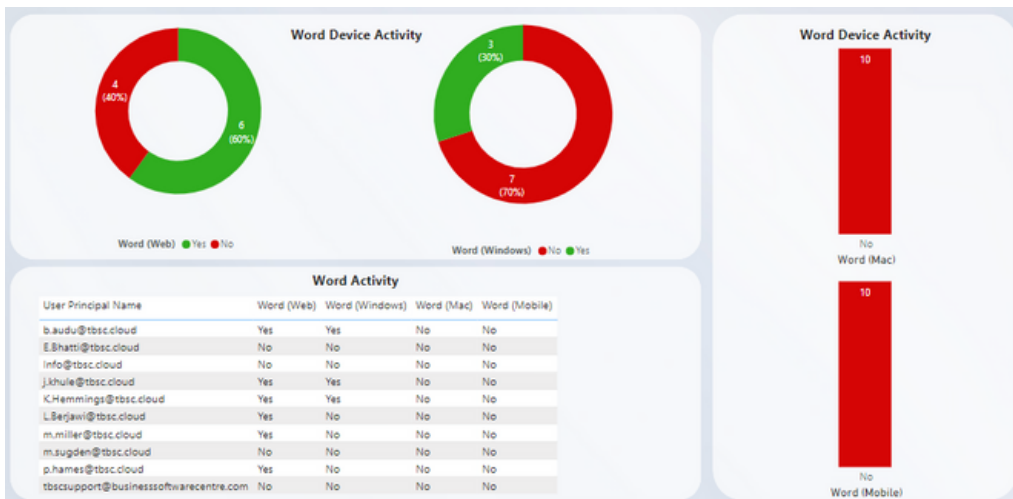 Word Device Activity
4
(40%)
6
(60%)
Word (Web) Yes No
3
(30%)
7
(70%)
Word (Windows) No Yes
Word Device Activity
10
No
Word (Mac)
10
No
Word (Mobile)
Word Activity
User Principal Name Word (Web) Word (Windows) Word (Mac) Word (Mobile)
b.audu@tbsc.cloud Yes Yes No No
E.Bhatti@tbsc.cloud No No No No
Info@tbsc.cloud No No No No
j.khule@tbsc.cloud Yes Yes No No
K.Hemmings@tbsc.cloud Yes Yes No No
L.Berjawi@tbsc.cloud Yes No No No
m.miller@tbsc.cloud Yes No No No
m.sugden@tbsc.cloud No No No No
p.hames@tbsc.cloud Yes No No No
tbscsupport@businesssoftwarecentre.com No No No No